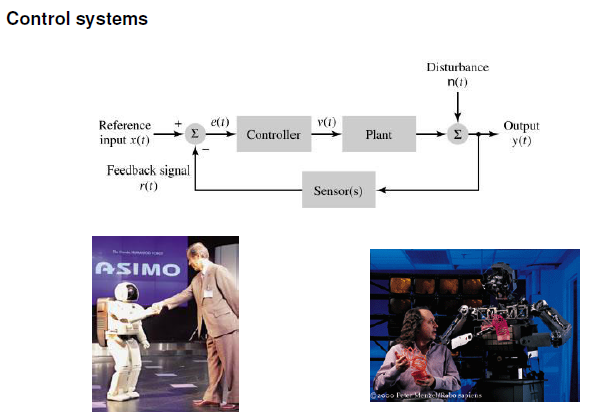 Control systems
Disturbance
n(t)
Reference
input x(t)
+
Σ
e(t)
Controller
v(t)
Plant
Σ
Output
y(t)
−
Feedback signal
r(t)
Sensor(s)
ASIMO
©2000 Peter Menzel/Robo sapiens